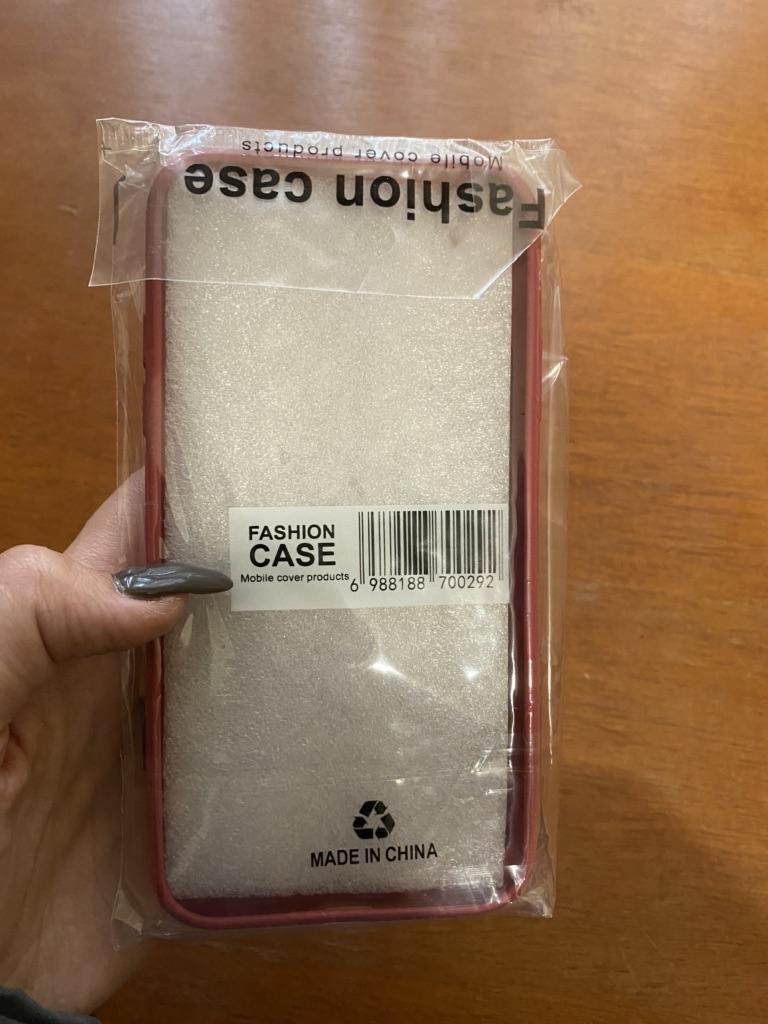 Mobile cover products
Fashion case
FASHION
CASE
Mobile cover products
6 988188 700292
MADE IN CHINA